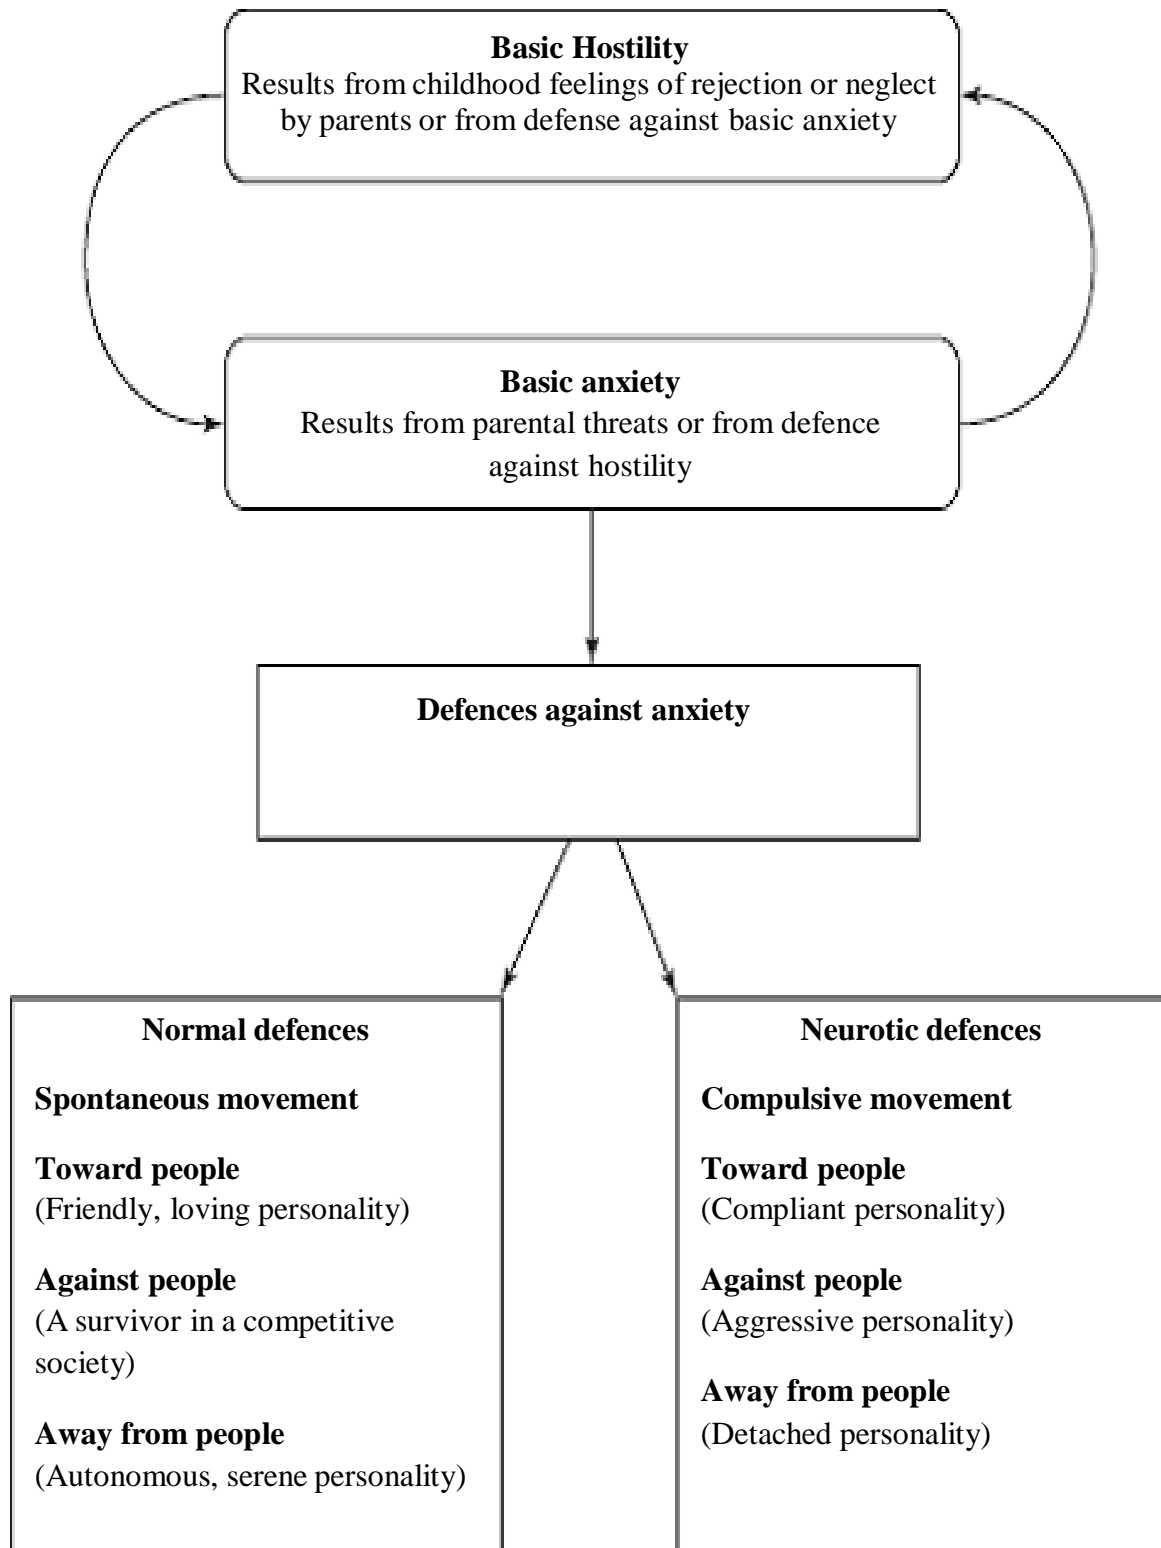 Basic Hostility
Results from childhood feelings of rejection or neglect
by parents or from defense against basic anxiety
Basic anxiety
Results from parental threats or from defence
against hostility
Defences against anxiety
Normal defences
Spontaneous movement
Toward people
(Friendly, loving personality)
Against people
(A survivor in a competitive
society)
Away from people
(Autonomous, serene personality)
Neurotic defences
Compulsive movement
Toward people
(Compliant personality)
Against people
(Aggressive personality)
Away from people
(Detached personality)